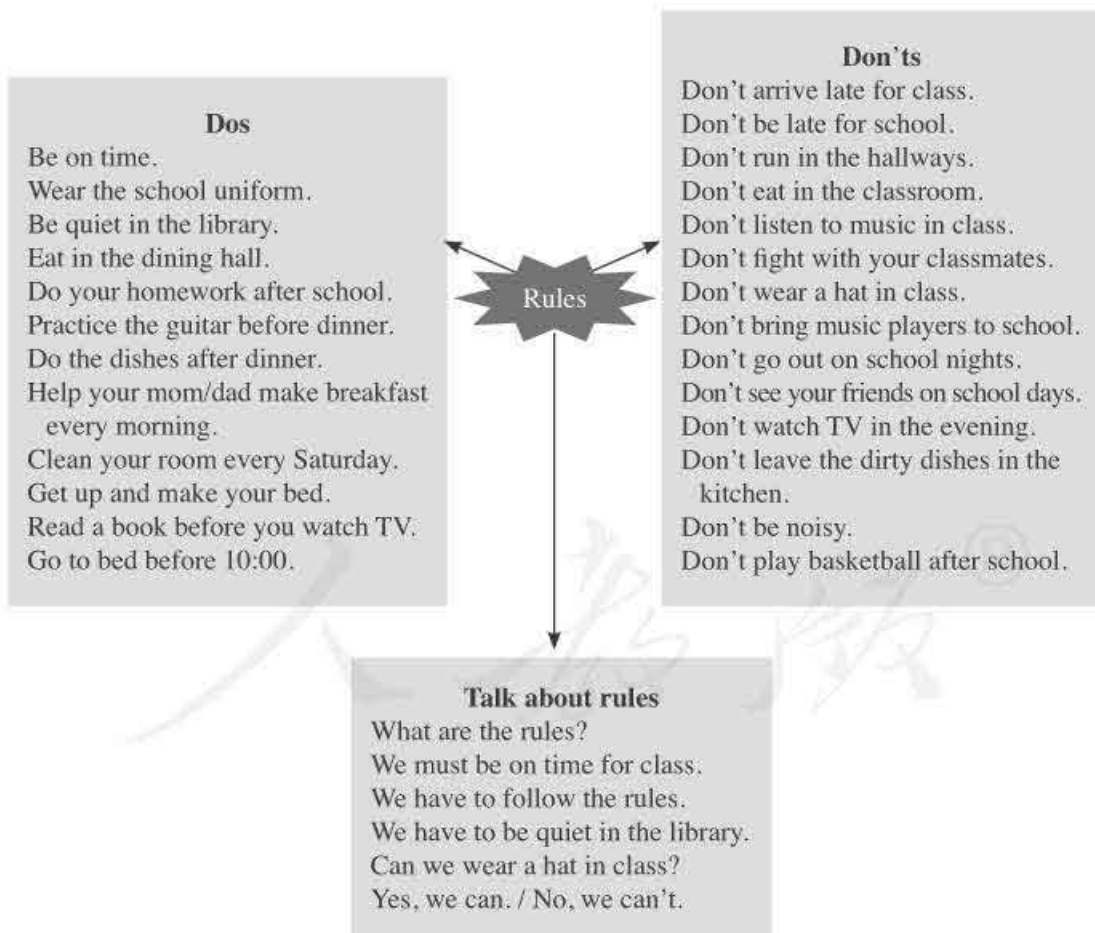 Dos
Be on time.
Wear the school uniform.
Be quiet in the library.
Eat in the dining hall.
Do your homework after school.
Practice the guitar before dinner.
Do the dishes after dinner.
Help your mom/dad make breakfast
every morning.
Clean your room every Saturday.
Get up and make your bed.
Read a book before you watch TV.
Go to bed before 10:00.
Rules
Don't's
Don't arrive late for class.
Don't be late for school.
Don't run in the hallways.
Don't eat in the classroom.
Don't listen to music in class.
Don't fight with your classmates.
Don't wear a hat in class.
Don't bring music players to school.
Don't go out on school nights.
Don't see your friends on school days.
Don't watch TV in the evening.
Don't leave the dirty dishes in the
kitchen.
Don't be noisy.
Don't play basketball after school.
人教版®
Talk about rules
What are the rules?
We must be on time for class.
We have to follow the rules.
We have to be quiet in the library.
Can we wear a hat in class?
Yes, we can. / No, we can't.